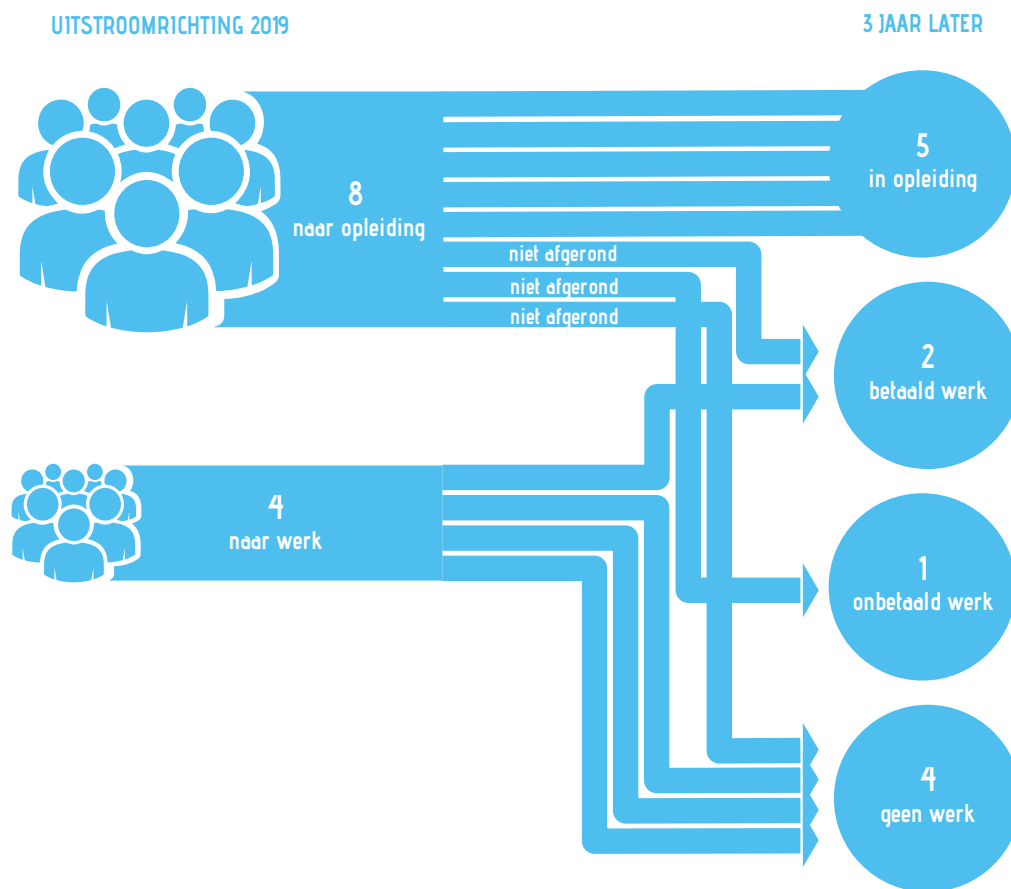 UITSTROOMRICHTING 2019
3 JAAR LATER
8
naar opleiding
5
in opleiding
niet afgerond
niet afgerond
niet afgerond
2
betaald werk
4
naar werk
1
onbetaald werk
4
geen werk